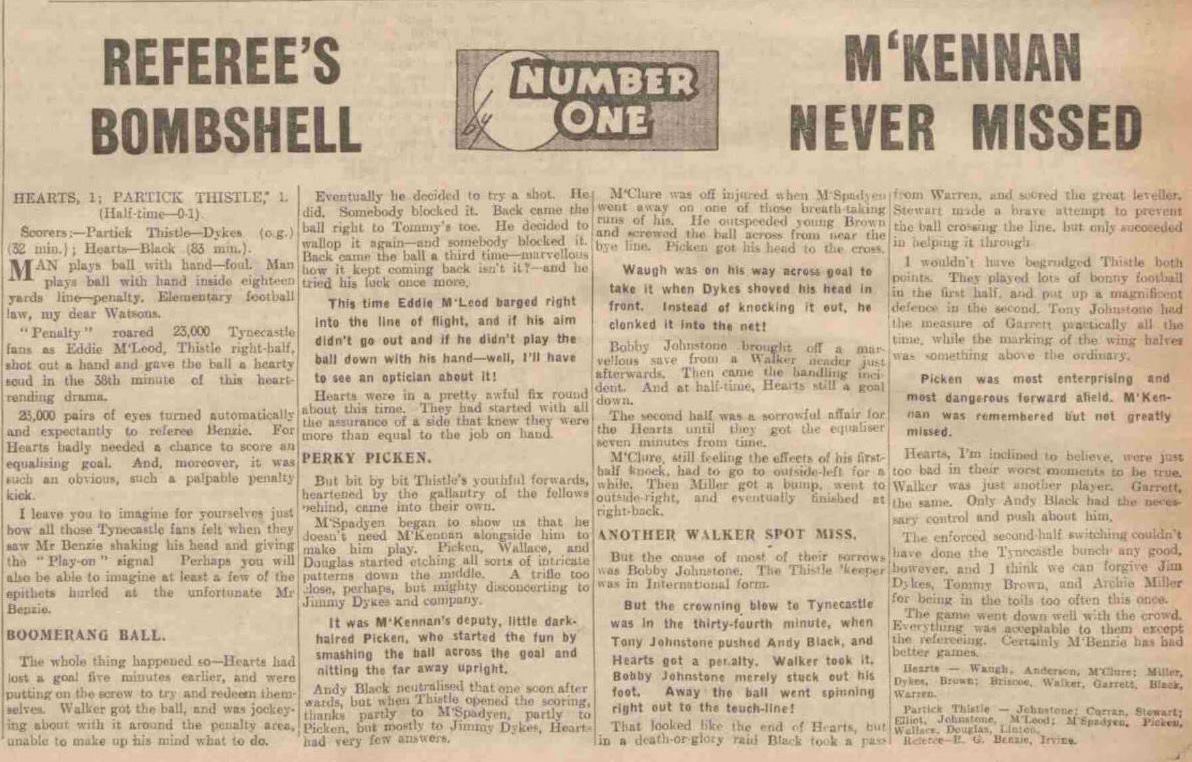 REFEREE'S
BOMBSHELL
by NUMBER
ONE
M'KENNAN
NEVER MISSED
HEARTS, 1; PARTICK THISTLE, 1.
(Half-time—0-1).
Scorers:—Partick Thistle—Dykes (o.g.)
(32 min.); Hearts—Black (83 min.).
MAN plays ball with hand—foul. Man
plays ball with hand inside eighteen
yards line—penalty. Elementary football
law, my dear Watsons.
"Penalty" roared 23,000 Tynecastle
fans as Eddie M'Leod, Thistle right-half,
shot out a hand and gave the ball a hearty
scud in the 38th minute of this heart-
rending drama.
23,000 pairs of eyes turned automatically
and expectantly to referee Benzie. For
Hearts badly needed a chance to score an
equalising goal. And, moreover, it was
such an obvious, such a palpable penalty
kick.
I leave you to imagine for yourselves just
how all those Tynecastle fans felt when they
saw Mr Benzie shaking his head and giving
the "Play-on" signal Perhaps you will
also be able to imagine at least a few of the
epithets hurled at the unfortunate Mr
Benzie.
BOOMERANG BALL.
The whole thing happened so—Hearts had
lost a goal five minutes earlier, and were
putting on the screw to try and redeem them-
selves. Walker got the ball, and was jockey-
ing about with it around the penalty area,
unable to make up his mind what to do.
Eventually he decided to try a shot. He
did. Somebody blocked it. Back came the
ball right to Tommy's toe. He decided to
wallop it again—and somebody blocked it.
Back came the ball a third time—marvellous
how it kept coming back isn't it?—and he
tried his luck once more.
This time Eddie M'Leod barged right
into the line of flight, and if his aim
didn't go out and if he didn't play the
ball down with his hand—well, I'll have
to see an optician about it!
Hearts were in a pretty awful fix round
about this time. They had started with all
the assurance of a side that knew they were
more than equal to the job on hand.
PERKY PICKEN.
But bit by bit Thistle's youthful forwards,
heartened by the gallantry of the fellows
behind, came into their own.
M'Spadyen began to show us that he
doesn't need M'Kennan alongside him to
make him play. Picken, Wallace, and
Douglas started etching all sorts of intricate
patterns down the middle. A trifle too
close, perhaps, but mighty disconcerting to
Jimmy Dykes and company.
It was M'Kennan's deputy, little dark-
haired Picken, who started the fun by
smashing the ball across the goal and
hitting the far away upright.
Andy Black neutralised that one soon after
wards, but when Thistle opened the scoring,
thanks partly to M'Spadyen, partly to
Picken, but mostly to Jimmy Dykes, Hearts
had very few answers.
M'Clure was off injured when M'Spadyen
went away on one of those breath-taking
runs of his. He outspeeded young Brown
and screwed the ball across from near the
bye line. Picken got his head to the cross.
Waugh was on his way across goal to
take it when Dykes shoved his head in
front. Instead of knocking it out, he
clonked it into the net!
Bobby Johnstone brought off a mar-
vellous save from a Walker header just
afterwards. Then came the handling inci-
dent. And at half-time, Hearts still a goal
down.
The second half was a sorrowful affair for
the Hearts until they got the equaliser
seven minutes from time.
M'Clure, still feeling the effects of his first-
half knock, had to go to outside-left for a
while. Then Miller got a bump, went to
outside-right, and eventually finished at
right-back.
ANOTHER WALKER SPOT MISS.
But the cause of most of their sorrows
was Bobby Johnstone. The Thistle 'keeper
was in International form.
But the crowning blow to Tynecastle
was in the thirty-fourth minute, when
Tony Johnstone pushed Andy Black, and
Hearts got a penalty. Walker took it.
Bobby Johnstone merely stuck out his
foot. Away the ball went spinning
right out to the touch-line!
That looked like the end of Hearts, but
in a death-or-glory raid Black took a pass
from Warren, and scored the great leveller.
Stewart made a brave attempt to prevent
the ball crossing the line, but only succeeded
in helping it through.
I wouldn't have begrudged Thistle both
points. They played lots of bonny football
in the first half, and put up a magnificent
defence in the second. Tony Johnstone had
the measure of Garrett practically all the
time, while the marking of the wing halves
was something above the ordinary.
Picken was most enterprising and
most dangerous forward afield. M'Ken-
nan was remembered but not greatly
missed.
Hearts, I'm inclined to believe, were just
too bad in their worst moments to be true.
Walker was just another player. Garrett,
the same. Only Andy Black had the neces-
sary control and push about him.
The enforced second-half switching couldn't
have done the Tynecastle bunch any good,
however, and I think we can forgive Jim
Dykes, Tommy Brown, and Archie Miller
for being in the toils too often this once.
The game went down well with the crowd.
Everything was acceptable to them except
the refereeing. Certainly M'Benzie has had
better games.
Hearts — Waugh, Anderson, M'Clure; Miller,
Dykes, Brown; Briscoe, Walker, Garrett, Black,
Warren.
Partick Thistle — Johnstone; Curran, Stewart;
Elliot, Johnstone, M'Leod; M'Spadyen, Picken,
Wallace, Douglas, Linton.
Referee—E. G. Benzie, Irvine.